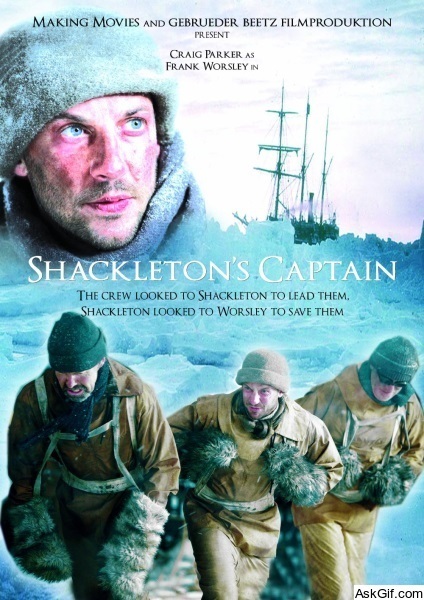 Making Movies and Gebrueder Beetz Filmproduktion
present
Craig Parker as
Frank Worsley in
Shackleton's Captain
The crew looked to Shackleton to lead them,
Shackleton looked to Worsley to save them
AskGif.com